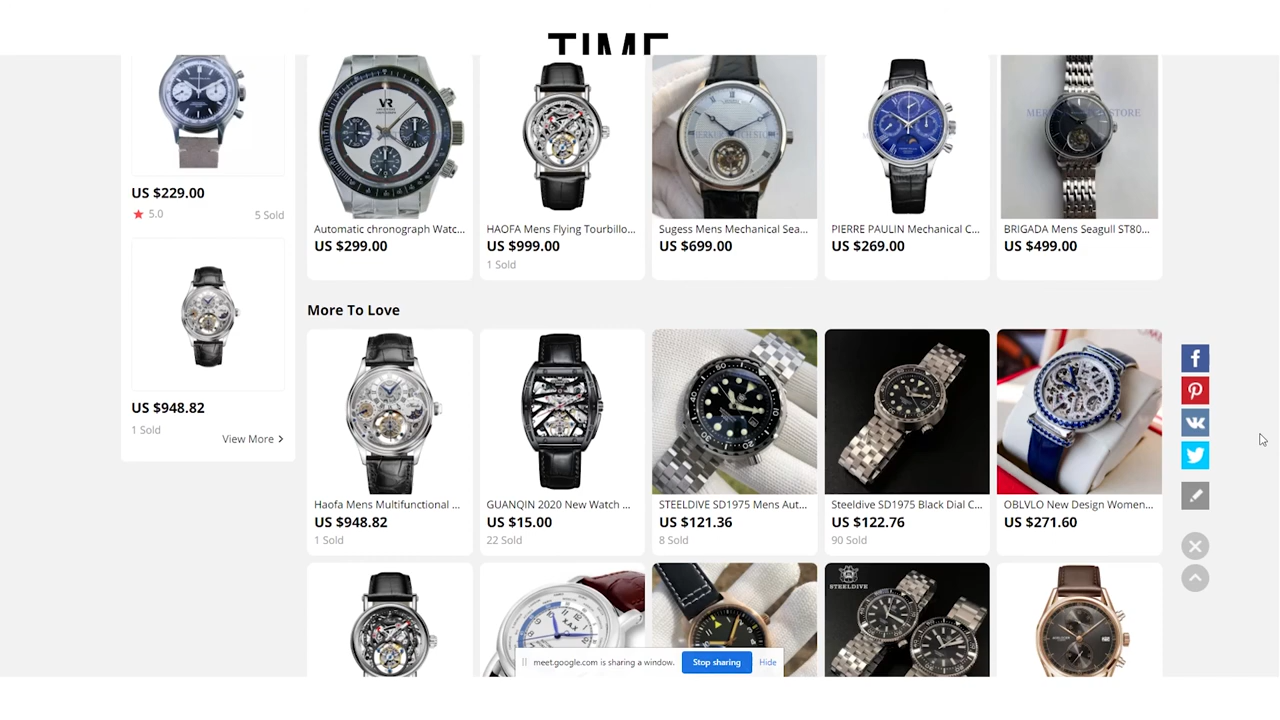 TIME
VR
MERKER WATCH STORE
US $229.00
5.0
5 Sold
Automatic chronograph Watc...
US $299.00
HAOFA Mens Flying Tourbillo...
US $999.00
1 Sold
Sugess Mens Mechanical Sea...
US $699.00
PIERRE PAULIN Mechanical C...
US $269.00
BRIGADA Mens Seagull ST80...
US $499.00
US $948.82
1 Sold
View More
More To Love
Haofa Mens Multifunctional ...
US $948.82
1 Sold
GUANQIN 2020 New Watch ...
US $15.00
22 Sold
STEELDIVE SD1975 Mens Aut...
US $121.36
8 Sold
Steeldive SD1975 Black Dial C...
US $122.76
90 Sold
OBLVLO New Design Women...
US $271.60
STEELDIVE
meet.google.com is sharing a window.
Stop sharing
Hide